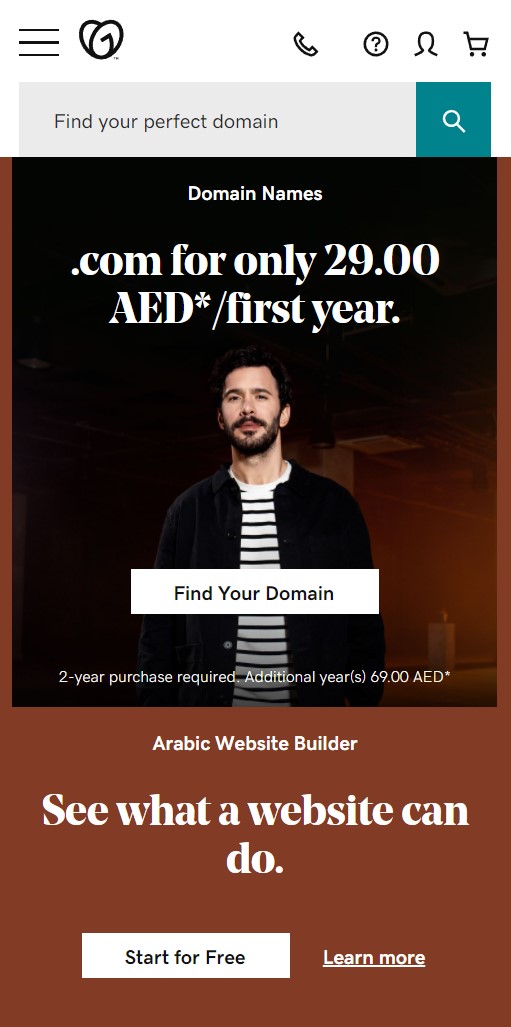 Find your perfect domain
Domain Names
.com for only 29.00
AED*/first year.
Find Your Domain
2-year purchase required. Additional year(s) 69.00 AED*
Arabic Website Builder
See what a website can
do.
Start for Free
Learn more